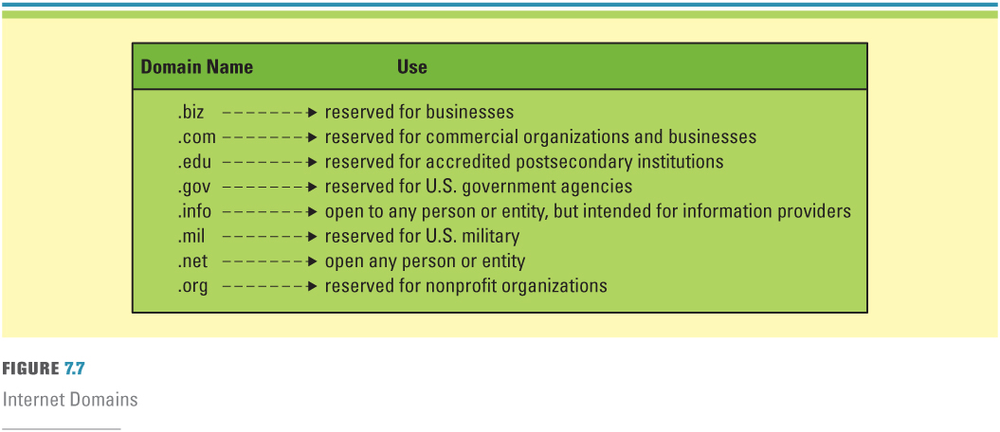 Domain Name Use
.biz reserved for businesses
.com reserved for commercial organizations and businesses
.edu reserved for accredited postsecondary institutions
.gov reserved for U.S. government agencies
.info open to any person or entity, but intended for information providers
.mil reserved for U.S. military
.net open any person or entity
.org reserved for nonprofit organizations
FIGURE 7.7
Internet Domains